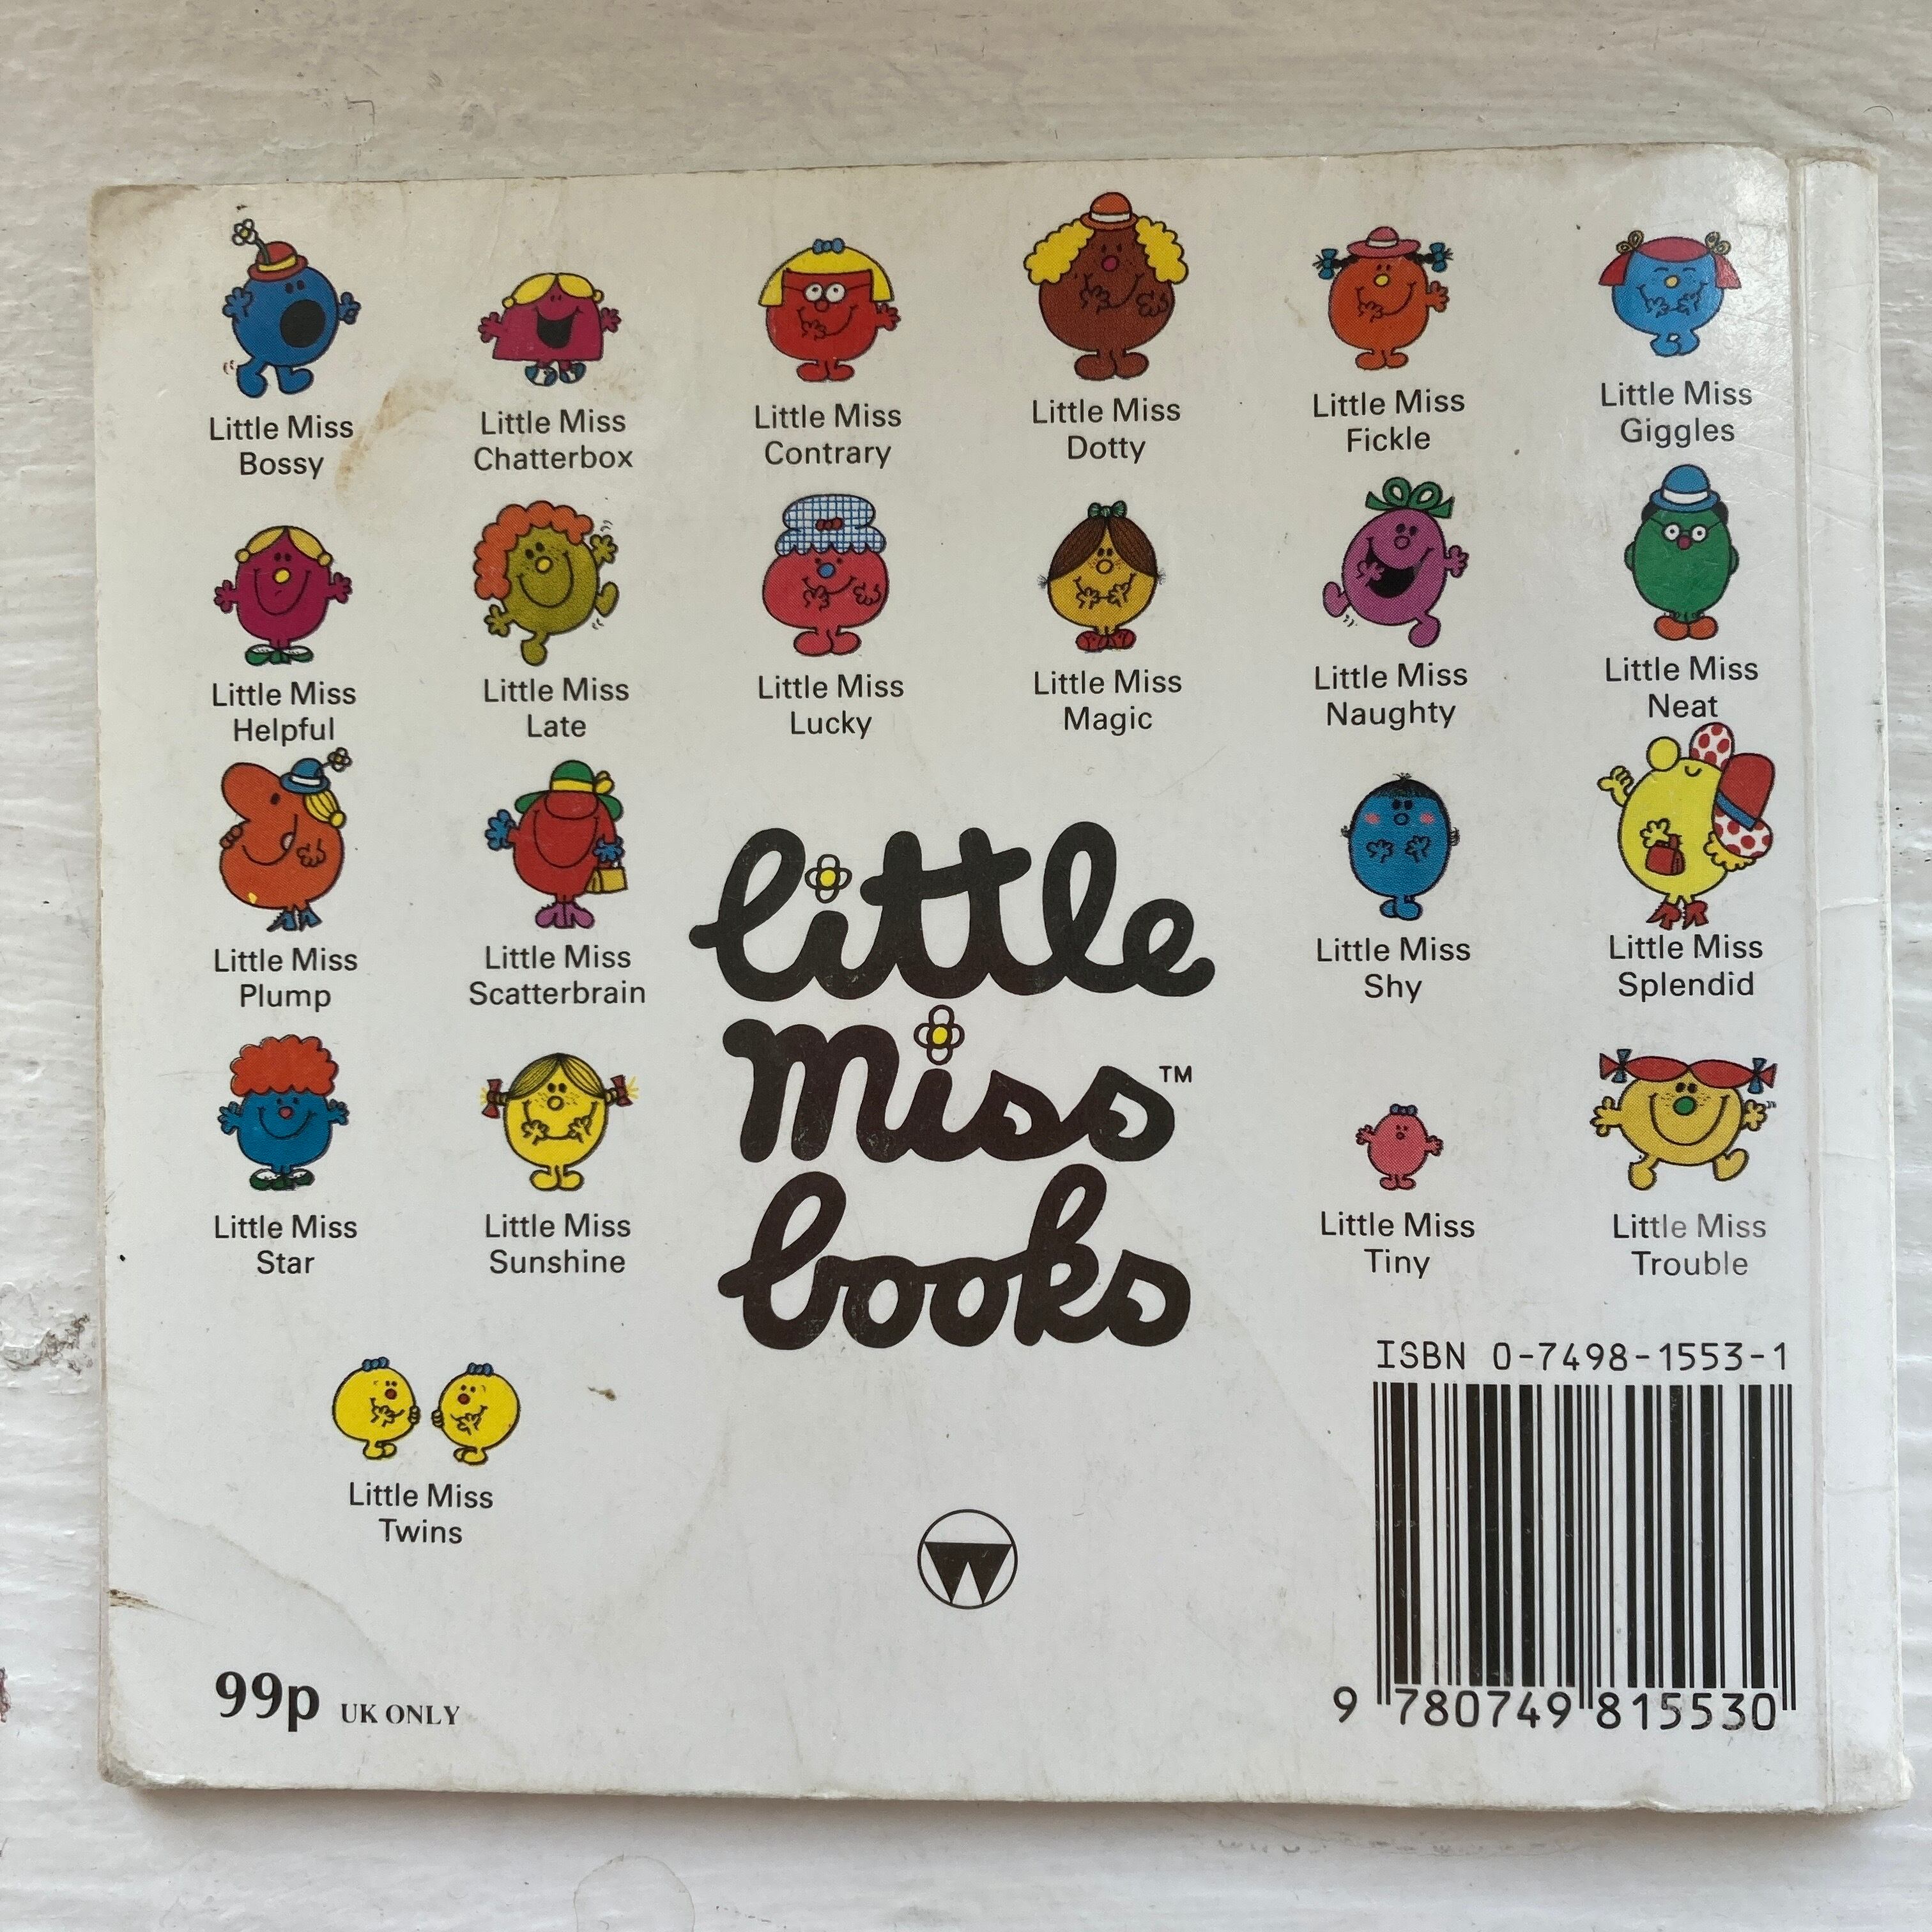 Little Miss
Bossy
Little Miss
Chatterbox
Little Miss
Contrary
Little Miss
Dotty
Little Miss
Fickle
Little Miss
Giggles
Little Miss
Helpful
Little Miss
Late
Little Miss
Lucky
Little Miss
Magic
Little Miss
Naughty
Little Miss
Neat
Little Miss
Plump
Little Miss
Scatterbrain
Little Miss
Shy
Little Miss
Splendid
Little Miss
Star
Little Miss
Sunshine
little
miss™
books
Little Miss
Tiny
Little Miss
Trouble
Little Miss
Twins
W
99p UK ONLY
ISBN 0-7498-1553-1
9 780749 815530